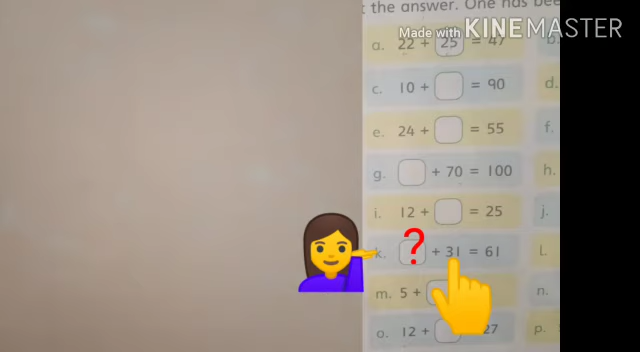 the answer. One has bee
Made with KINEMASTER
a. 22 + 25 = 47 b.
c. 10 + = 90 d.
e. 24 + = 55 f.
g. + 70 = 100 h.
i. 12 + = 25 j.
k. ? + 31 = 61 l.
m. 5 + n.
o. 12 + 27 p.